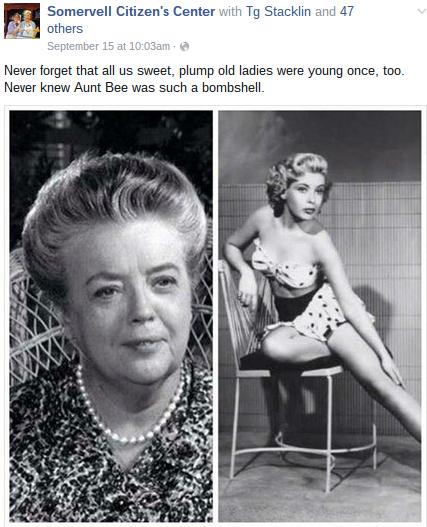 Somervell Citizen's Center with Tg Stacklin and 47
others
September 15 at 10:03am ·
Never forget that all us sweet, plump old ladies were young once, too.
Never knew Aunt Bee was such a bombshell.